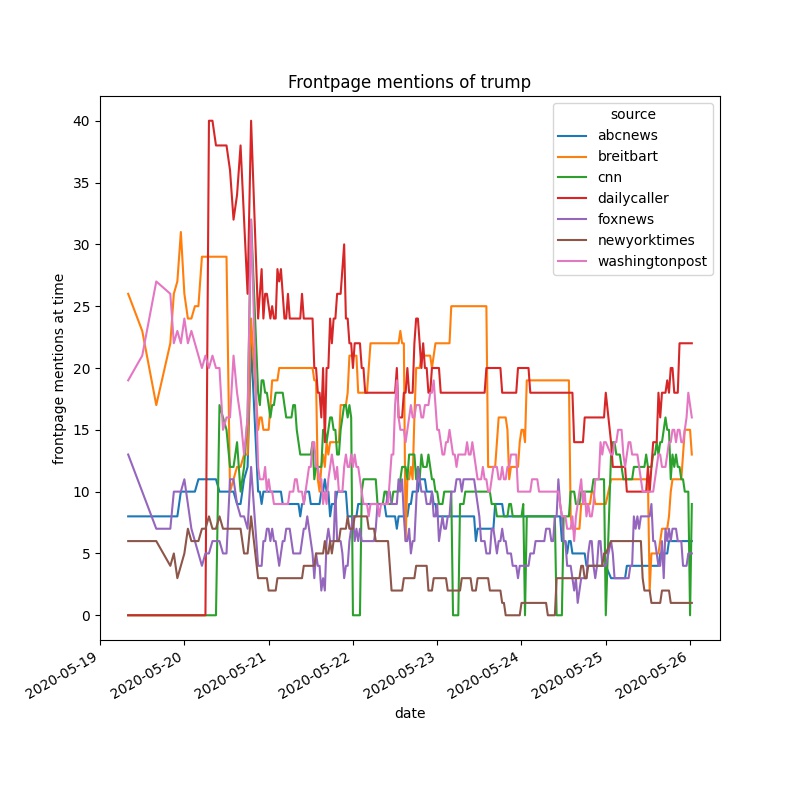 Frontpage mentions of trump
source
abcnews
breitbart
cnn
dailycaller
foxnews
newyorktimes
washingtonpost
frontpage mentions at time
40
35
30
25
20
15
10
5
0
2020-05-19
2020-05-20
2020-05-21
2020-05-22
2020-05-23
2020-05-24
2020-05-25
2020-05-26
date